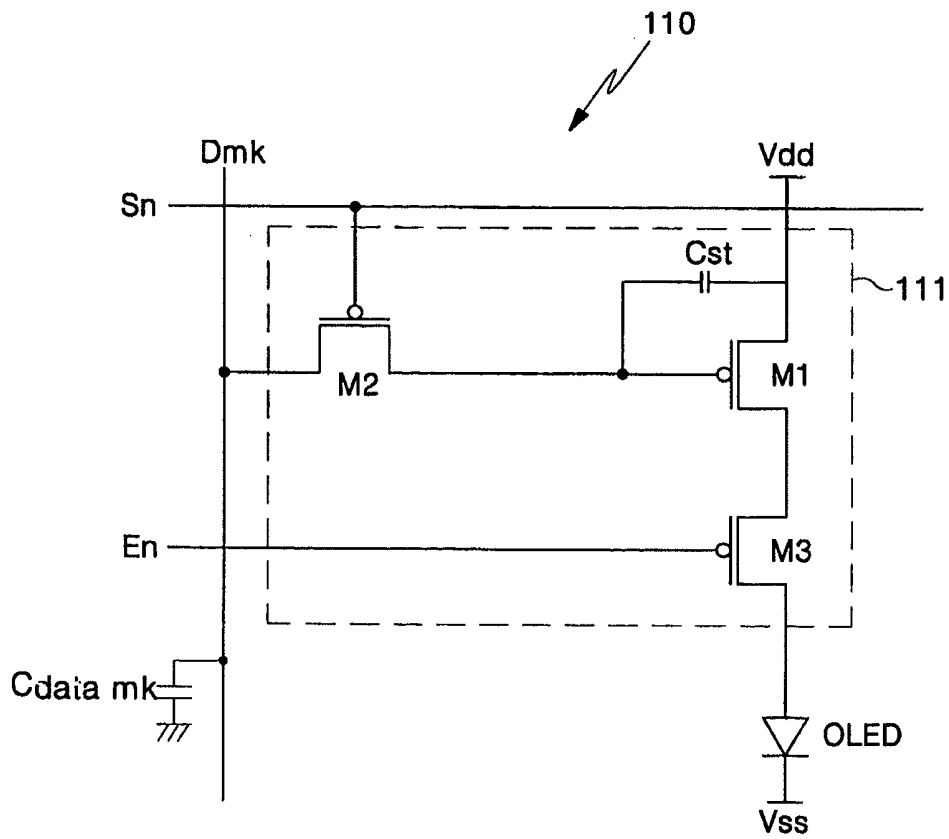 110
Dmk
Vdd
Sn
Cst
111
M2
M1
En
M3
Cdata mk
OLED
Vss